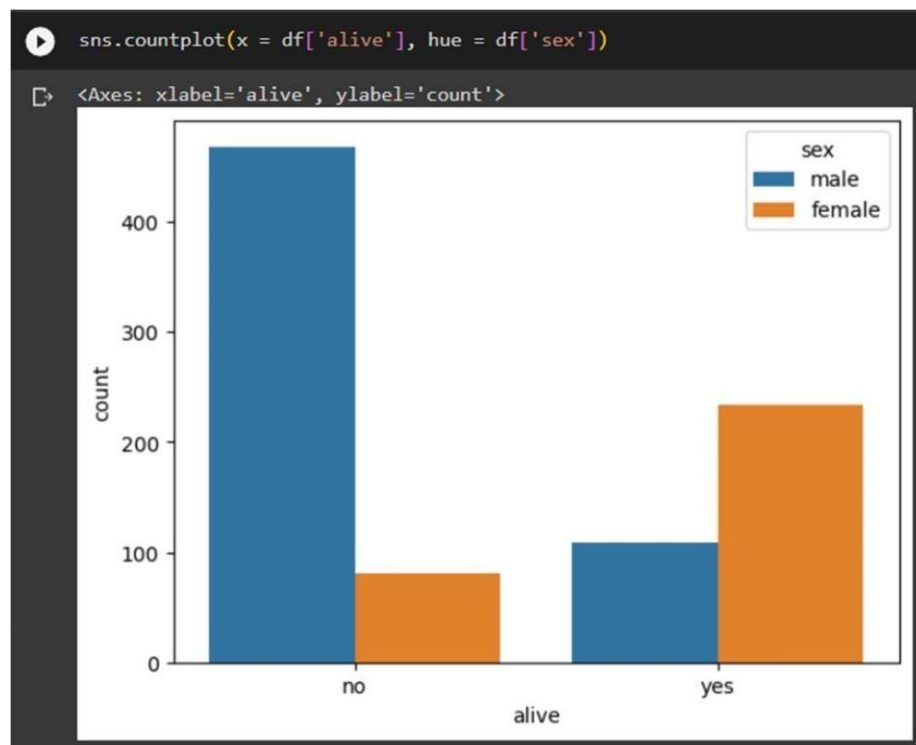 sns.countplot(x = df['alive'], hue = df['sex'])
<Axes: xlabel='alive', ylabel='count'>
sex
male
female
400
300
200
100
0
count
no
yes
alive